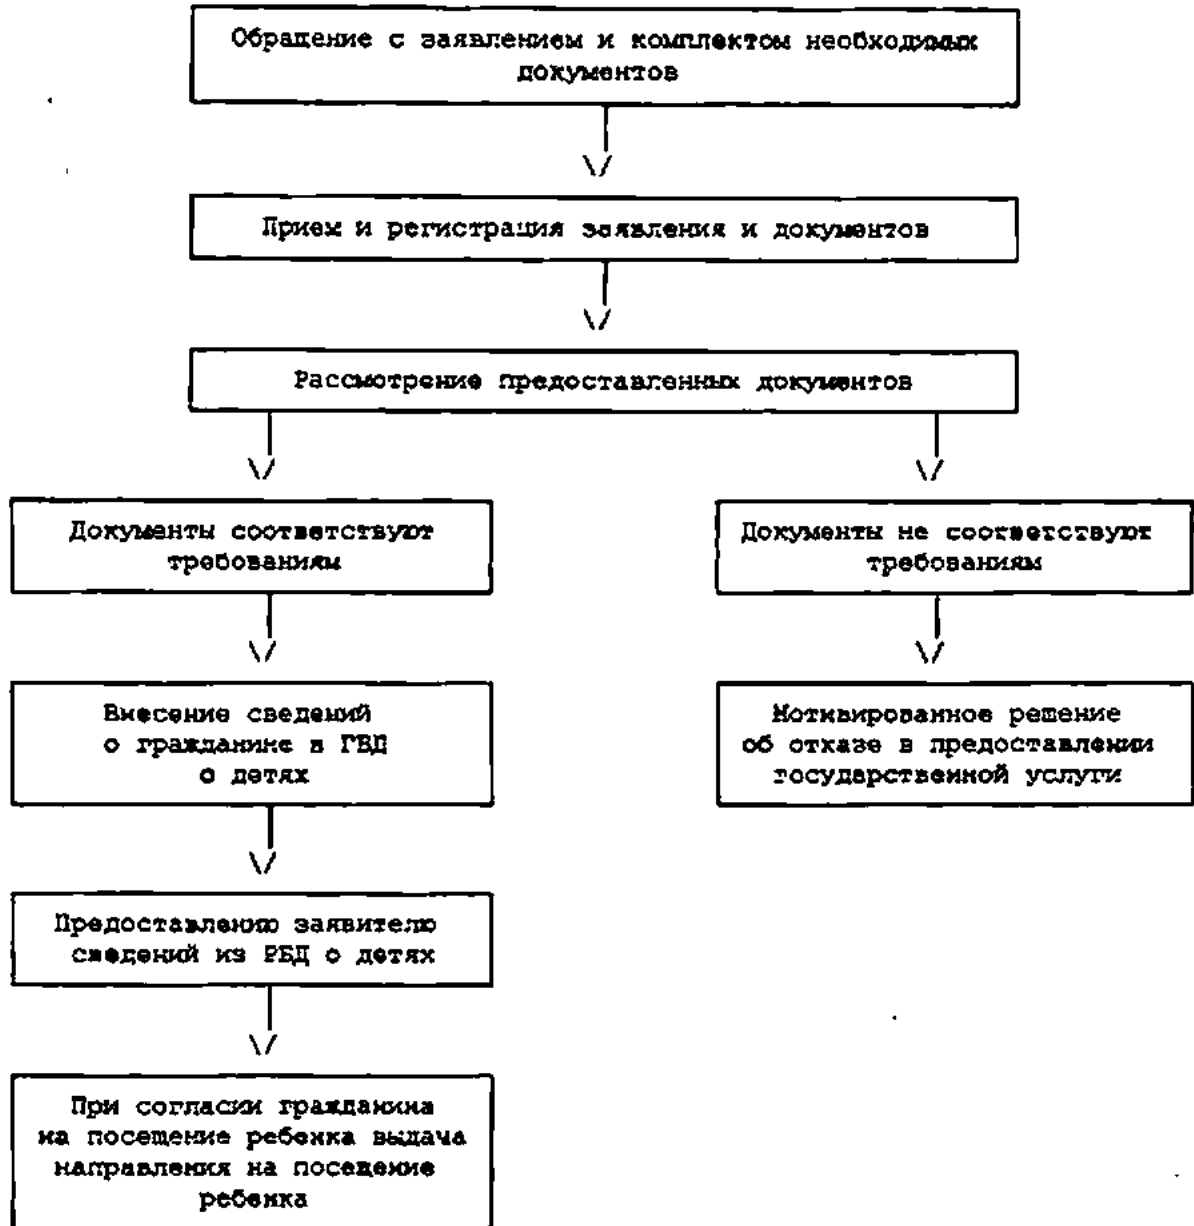 Обращение с заявлением и комплектом необходимых
документов
Прием и регистрация заявления и документов
Рассмотрение предоставленных документов
Документы соответствуют
требованиям
Документы не соответствуют
требованиям
Внесение сведений
о гражданине в ГБД
о детях
Мотивированное решение
об отказе в предоставлении
государственной услуги
Предоставлению заявителю
сведений из РБД о детях
При согласии гражданина
на посещение ребенка выдача
направления на посещение
ребенка